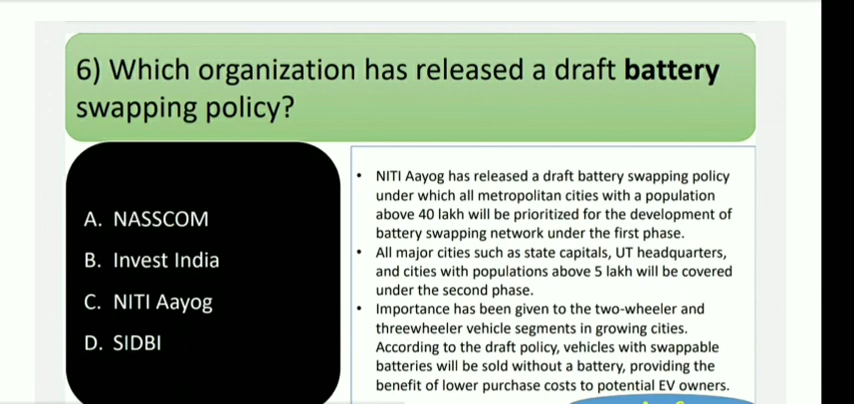 6) Which organization has released a draft battery
swapping policy?
A. NASSCOM
B. Invest India
C. NITI Aayog
D. SIDBI
• NITI Aayog has released a draft battery swapping policy
under which all metropolitan cities with a population
above 40 lakh will be prioritized for the development of
battery swapping network under the first phase.
• All major cities such as state capitals, UT headquarters,
and cities with populations above 5 lakh will be covered
under the second phase.
• Importance has been given to the two-wheeler and
threewheeler vehicle segments in growing cities.
According to the draft policy, vehicles with swappable
batteries will be sold without a battery, providing the
benefit of lower purchase costs to potential EV owners.